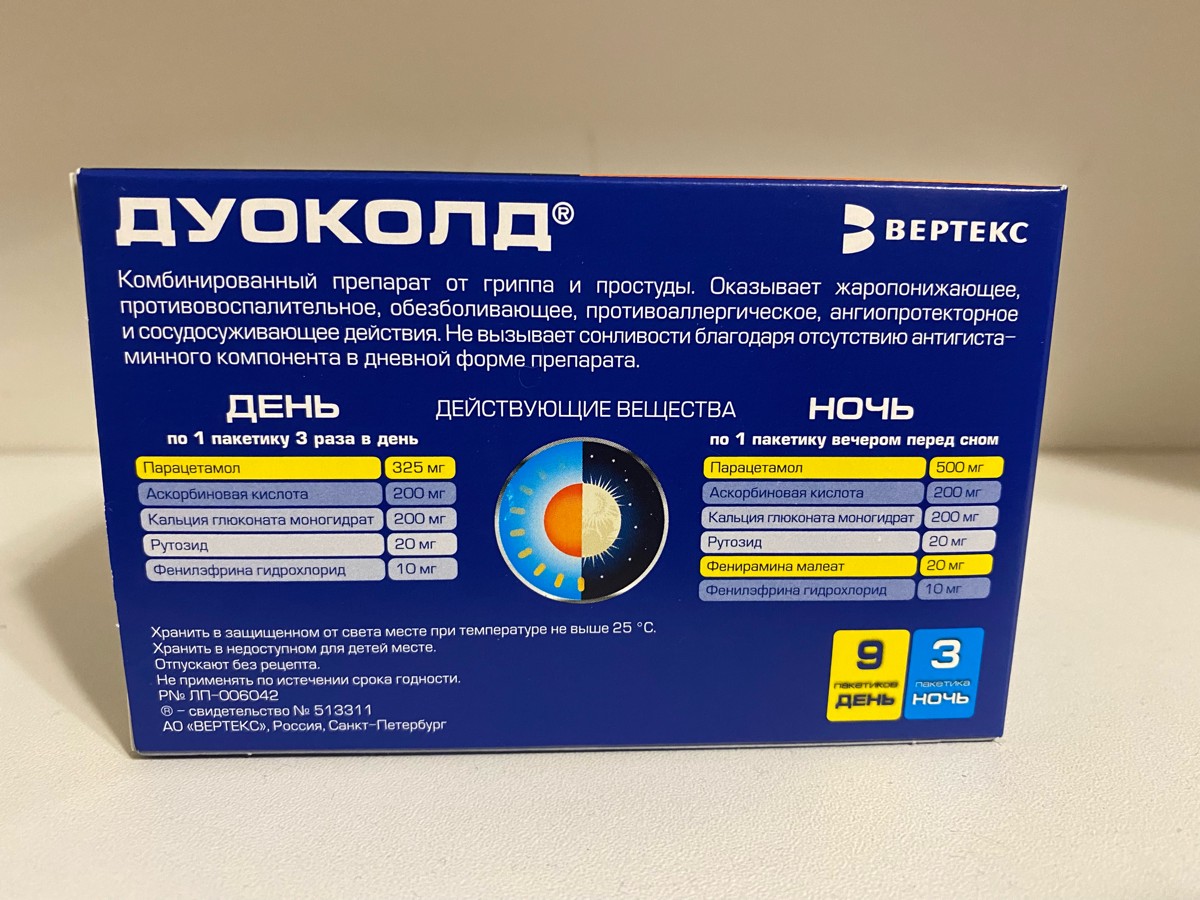 ДУОКОЛД®
ВЕРТЕКС
Комбинированный препарат от гриппа и простуды. Оказывает жаропонижающее,
противовоспалительное, обезболивающее, противоаллергическое, ангиопротекторное
и сосудосуживающее действия. Не вызывает сонливости благодаря отсутствию антигиста-
минного компонента в дневной форме препарата.
ДЕНЬ
по 1 пакетику 3 раза в день
Парацетамол 325 мг
Аскорбиновая кислота 200 мг
Кальция глюконата моногидрат 200 мг
Рутозид 20 мг
Фенилэфрина гидрохлорид 10 мг
ДЕЙСТВУЮЩИЕ ВЕЩЕСТВА
НОЧЬ
по 1 пакетику вечером перед сном
Парацетамол 500 мг
Аскорбиновая кислота 200 мг
Кальция глюконата моногидрат 200 мг
Рутозид 20 мг
Фенирамина малеат 20 мг
Фенилэфрина гидрохлорид 10 мг
Хранить в защищенном от света месте при температуре не выше 25 °С.
Хранить в недоступном для детей месте.
Отпускают без рецепта.
Не применять по истечении срока годности.
PN№ ЛП-006042
® - свидетельство № 513311
АО «ВЕРТЕКС», Россия, Санкт-Петербург
9
пакетиков
ДЕНЬ
3
пакетика
НОЧЬ